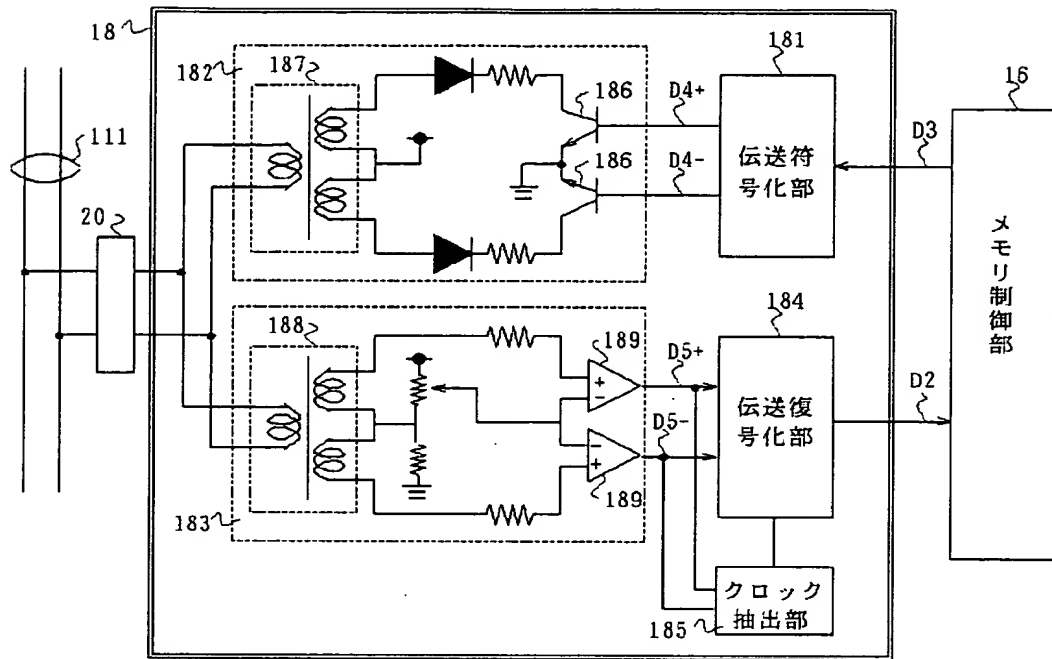 18
182
187
181
16
186
D4+
D3
111
伝送符
号化部
186
D4-
20
メモリ制御部
188
189
184
D5+
+
-
伝送復
号化部
D2
D5-
-
+
189
183
クロック
抽出部
185